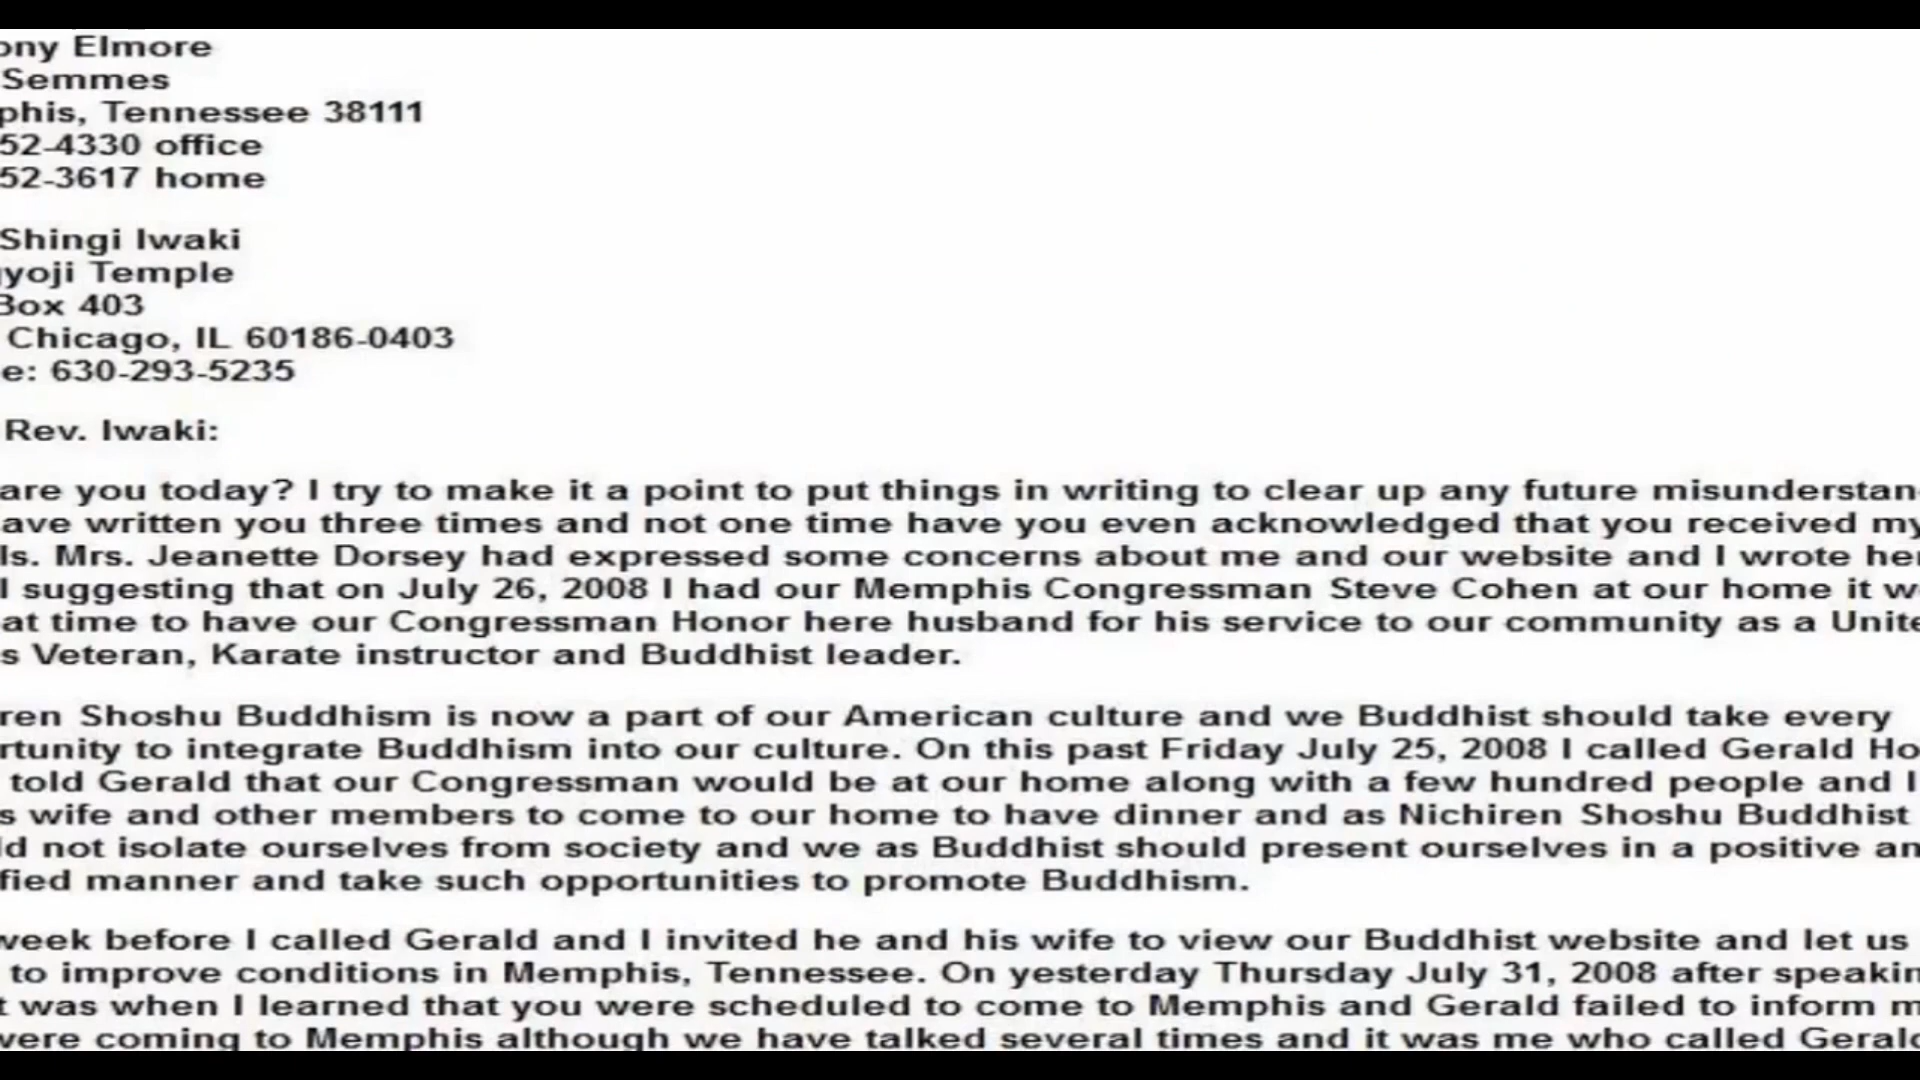 ony Elmore
Semmes
phis, Tennessee 38111
52-4330 office
52-3617 home
Shingi Iwaki
yoji Temple
Box 403
Chicago, IL 60186-0403
e: 630-293-5235
Rev. Iwaki:
are you today? I try to make it a point to put things in writing to clear up any future misunderstan
ave written you three times and not one time have you even acknowledged that you received my
ls. Mrs. Jeanette Dorsey had expressed some concerns about me and our website and I wrote her
I suggesting that on July 26, 2008 I had our Memphis Congressman Steve Cohen at our home it w
at time to have our Congressman Honor here husband for his service to our community as a Unite
s Veteran, Karate instructor and Buddhist leader.
ren Shoshu Buddhism is now a part of our American culture and we Buddhist should take every
rtunity to integrate Buddhism into our culture. On this past Friday July 25, 2008 I called Gerald Ho
told Gerald that our Congressman would be at our home along with a few hundred people and I
s wife and other members to come to our home to have dinner and as Nichiren Shoshu Buddhist
ld not isolate ourselves from society and we as Buddhist should present ourselves in a positive an
fied manner and take such opportunities to promote Buddhism.
week before I called Gerald and I invited he and his wife to view our Buddhist website and let us
to improve conditions in Memphis, Tennessee. On yesterday Thursday July 31, 2008 after speakin
t was when I learned that you were scheduled to come to Memphis and Gerald failed to inform m
were coming to Memphis although we have talked several times and it was me who called Gerald